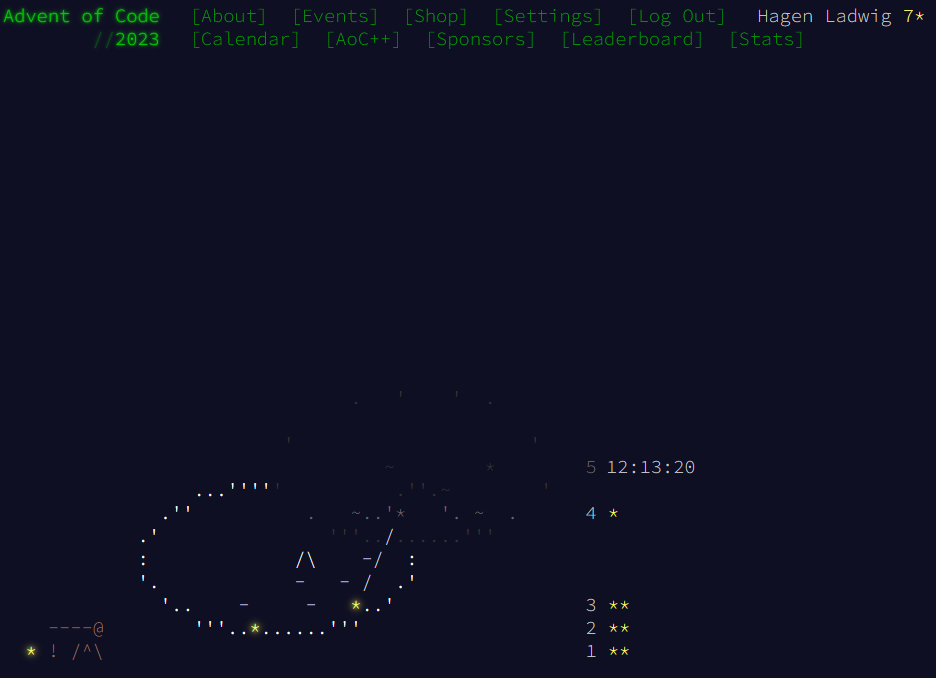 Advent of Code [About] [Events] [Shop] [Settings] [Log Out] Hagen Ladwig 7*
//2023 [Calendar] [AoC++] [Sponsors] [Leaderboard] [Stats]
. ' ' .
' '
~ * 5 12:13:20
...''''' .''.~ '
.'' . ~..'* '. ~ . 4 *
.' '''../......'''
: /\ -/ :
'. - - / .'
'.. - - *..' 3 **
----@ '''..*......''' 2 **
* ! /^\ 1 **